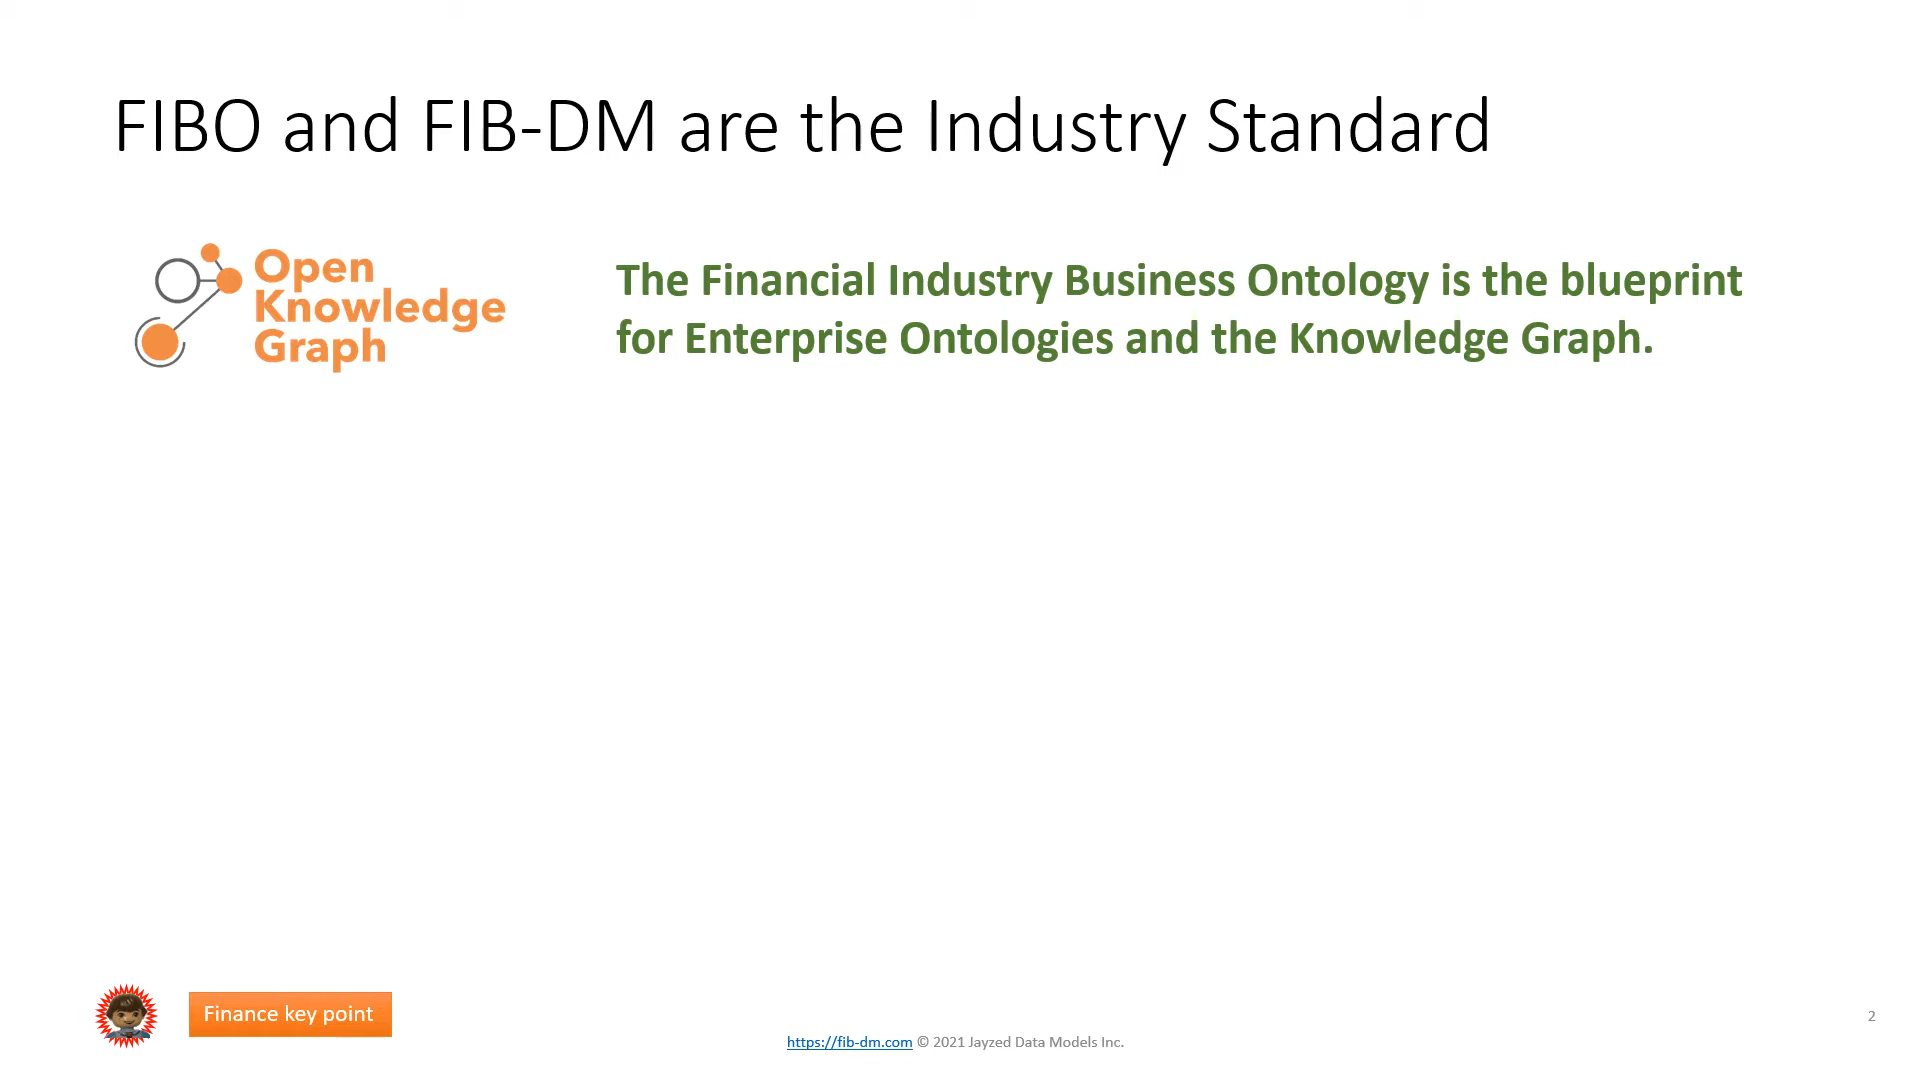 FIBO and FIB-DM are the Industry Standard
Open
Knowledge
Graph
The Financial Industry Business Ontology is the blueprint
for Enterprise Ontologies and the Knowledge Graph.
Finance key point
2
https://fib-dm.com © 2021 Jayzed Data Models Inc.